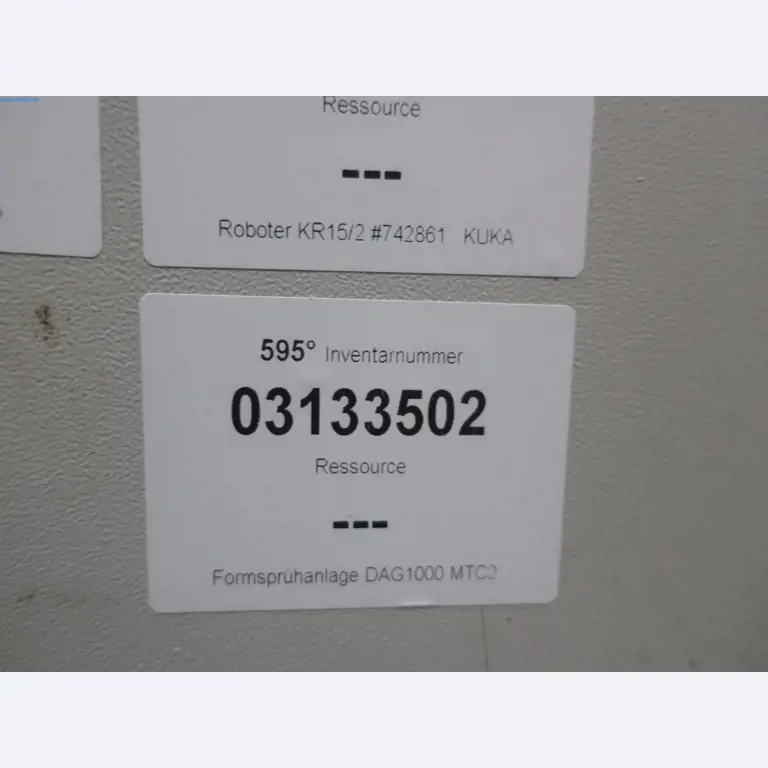 Ressource
---
Roboter KR15/2 #742861 KUKA
595° Inventarnummer
03133502
Ressource
---
Formsprühanlage DAG1000 MTC2